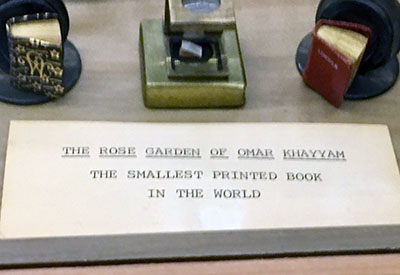 THE ROSE GARDEN OF OMAR KHAYYAM
THE SMALLEST PRINTED BOOK
IN THE WORLD